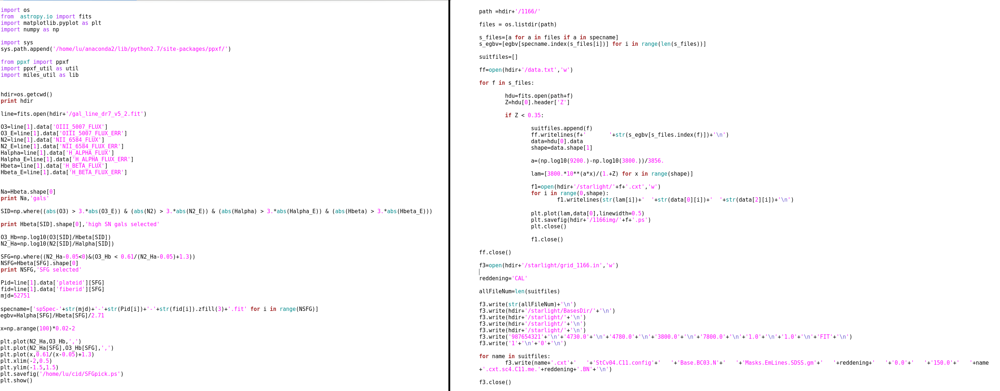 import os
from  astropy.io import fits
import matplotlib.pyplot as plt
import numpy as np

import sys
sys.path.append('/home/lu/anaconda2/lib/python2.7/site-packages/ppxf/')

from ppxf import ppxf
import ppxf_util as util
import miles_util as lib

hdir=os.getcwd()
print hdir

line=fits.open(hdir+'/gal_line_dr7_v5_2.fit')

O3=line[1].data['OIII_5007_FLUX']
O3_E=line[1].data['OIII_5007_FLUX_ERR']
N2=line[1].data['NII_6584_FLUX']
N2_E=line[1].data['NII_6584_FLUX_ERR']
Halpha=line[1].data['H_ALPHA_FLUX']
Halpha_E=line[1].data['H_ALPHA_FLUX_ERR']
Hbeta=line[1].data['H_BETA_FLUX']
Hbeta_E=line[1].data['H_BETA_FLUX_ERR']

Na=Hbeta.shape[0]
print Na,'gals'

SID=np.where((abs(O3) > 3.*abs(O3_E)) & (abs(N2) > 3.*abs(N2_E)) & (abs(Halpha) > 3.*abs(Halpha_E)) & (abs(Hbeta) > 3.*abs(Hbeta_E)))

print Hbeta[SID].shape[0],'high SN gals selected'

O3_Hb=np.log10(O3[SID]/Hbeta[SID])
N2_Ha=np.log10(N2[SID]/Halpha[SID])

SFG=np.where((N2_Ha-0.05<0)&(O3_Hb < 0.61/(N2_Ha-0.05)+1.3))
NSFG=Hbeta[SFG].shape[0]
print NSFG,'SFG selected'

Pid=line[1].data['plateid'][SFG]
fid=line[1].data['fiberid'][SFG]
mjd=52751

specname=['spSpec-'+str(mjd)+'-'+str(Pid[i])+'-'+str(fid[i]).zfill(3)+'.fit' for i in range(NSFG)]
egbv=Halpha[SFG]/Hbeta[SFG]/2.71

x=np.arange(100)*0.02-2

plt.plot(N2_Ha,O3_Hb,',')
plt.plot(N2_Ha[SFG],O3_Hb[SFG],',')
plt.plot(x,0.61/(x-0.05)+1.3)
plt.xlim(-2,0.5)
plt.ylim(-1.5,1.5)
plt.savefig('/home/lu/cid/SFGpick.ps')
plt.show()

path =hdir+'/1166/'

files = os.listdir(path)

s_files=[a for a in files if a in specname]
s_egbv=[egbv[specname.index(s_files[i])] for i in range(len(s_files))]

suitfiles=[]

ff=open(hdir+'/data.txt','w')

for f in s_files:

        hdu=fits.open(path+f)
        Z=hdu[0].header['Z']

        if Z < 0.35:

                suitfiles.append(f)
                ff.writelines(f+'       '+str(s_egbv[s_files.index(f)])+'\n')
                data=hdu[0].data
                shape=data.shape[1]

                a=(np.log10(9200.)-np.log10(3800.))/3856.

                lam=[3800.*10**(a*x)/(1.+Z) for x in range(shape)]

                f1=open(hdir+'/starlight/'+f+'.cxt','w')
                for i in range(0,shape):
                        f1.writelines(str(lam[i])+'  '+str(data[0][i])+'  '+str(data[2][i])+'\n')

                plt.plot(lam,data[0],linewidth=0.5)
                plt.savefig(hdir+'/1166img/'+f+'.ps')
                plt.close()

                f1.close()

ff.close()

f3=open(hdir+'/starlight/grid_1166.in','w')

reddening='CAL'

allFileNum=len(suitfiles)

f3.write(str(allFileNum)+'\n')
f3.write(hdir+'/starlight/BasesDir/'+'\n')
f3.write(hdir+'/starlight/'+'\n')
f3.write(hdir+'/starlight/'+'\n')
f3.write(hdir+'/starlight/'+'\n')
f3.write('987654321'+'\n'+'4730.0'+'\n'+'4780.0'+'\n'+'3800.0'+'\n'+'7800.0'+'\n'+'1.0'+'\n'+'1.0'+'\n'+'FIT'+'\n')
f3.write('1'+'\n'+'0'+'\n')

for name in suitfiles:
        f3.write(name+'.cxt'+'   '+'StCv04.C11.config'+'   '+'Base.BC03.N'+'   '+'Masks.EmLines.SDSS.gm'+'   '+reddening+'   '+'0.0'+'   '+'150.0'+'   '+name
+'.cxt.sc4.C11.me.'+reddening+'.BN'+'\n')

f3.close()